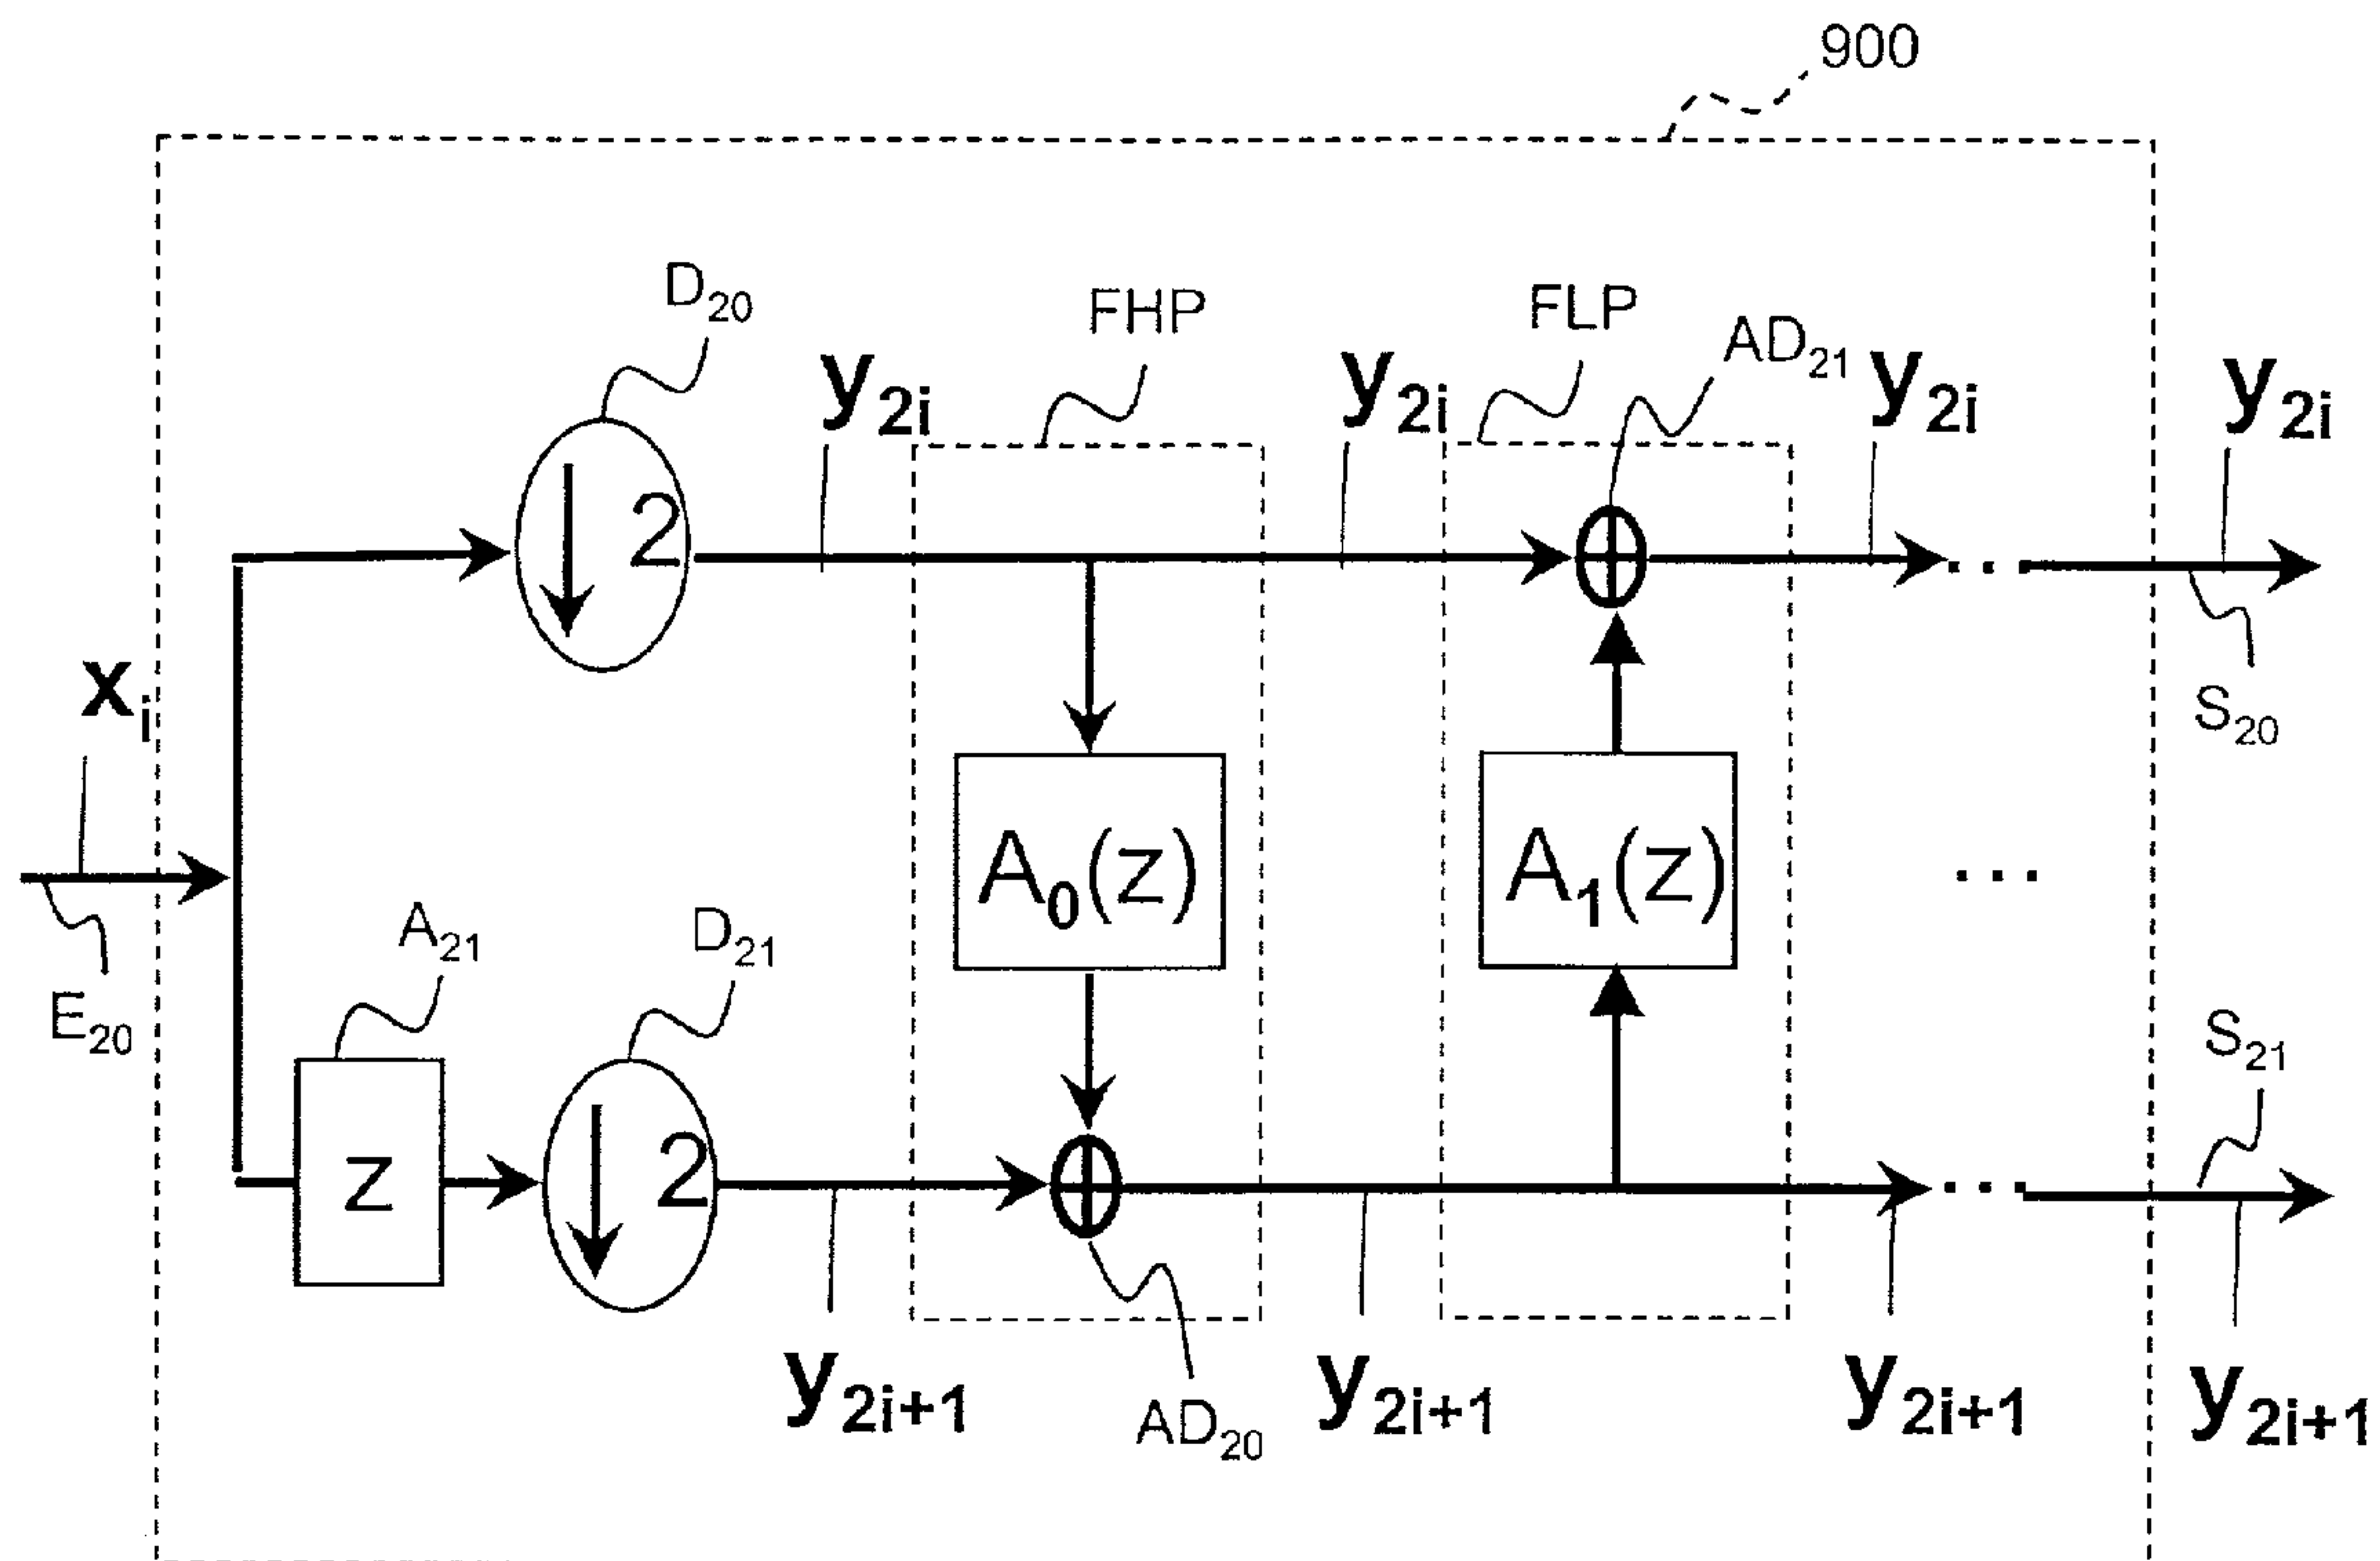 900
D20
FHP
FLP
AD21
y2i
y2i
y2i
y2i
2
xi
S20
A0(z)
A1(z)
...
...
E20
A21
D21
S21
z
2
...
y2i+1
y2i+1
y2i+1
y2i+1
AD20